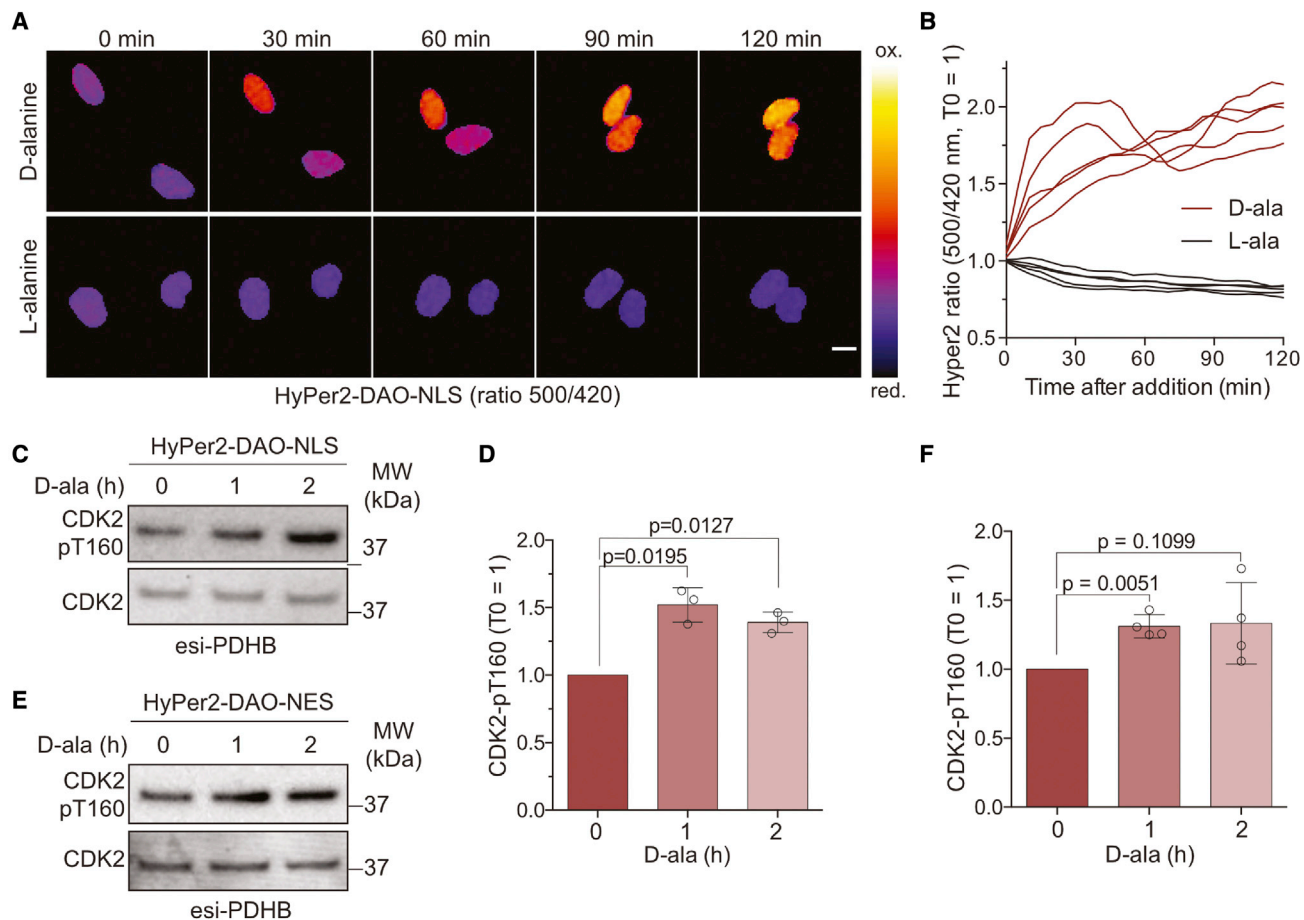 A
0 min 30 min 60 min 90 min 120 min
D-alanine
L-alanine
ox.
red.
HyPer2-DAO-NLS (ratio 500/420)
B
Hyper2 ratio (500/420 nm, T0 = 1)
2.0
1.5
1.0
0.5
D-ala
L-ala
0 30 60 90 120
Time after addition (min)
C
HyPer2-DAO-NLS
D-ala (h) 0 1 2
MW
(kDa)
CDK2
pT160
37
CDK2
37
esi-PDHB
D
CDK2-pT160 (T0 = 1)
2.0
1.5
1.0
0.5
0.0
p=0.0127
p=0.0195
0 1 2
D-ala (h)
E
HyPer2-DAO-NES
D-ala (h) 0 1 2
MW
(kDa)
CDK2
pT160
37
CDK2
37
esi-PDHB
F
CDK2-pT160 (T0 = 1)
2.0
1.5
1.0
0.5
0.0
p = 0.1099
p = 0.0051
0 1 2
D-ala (h)